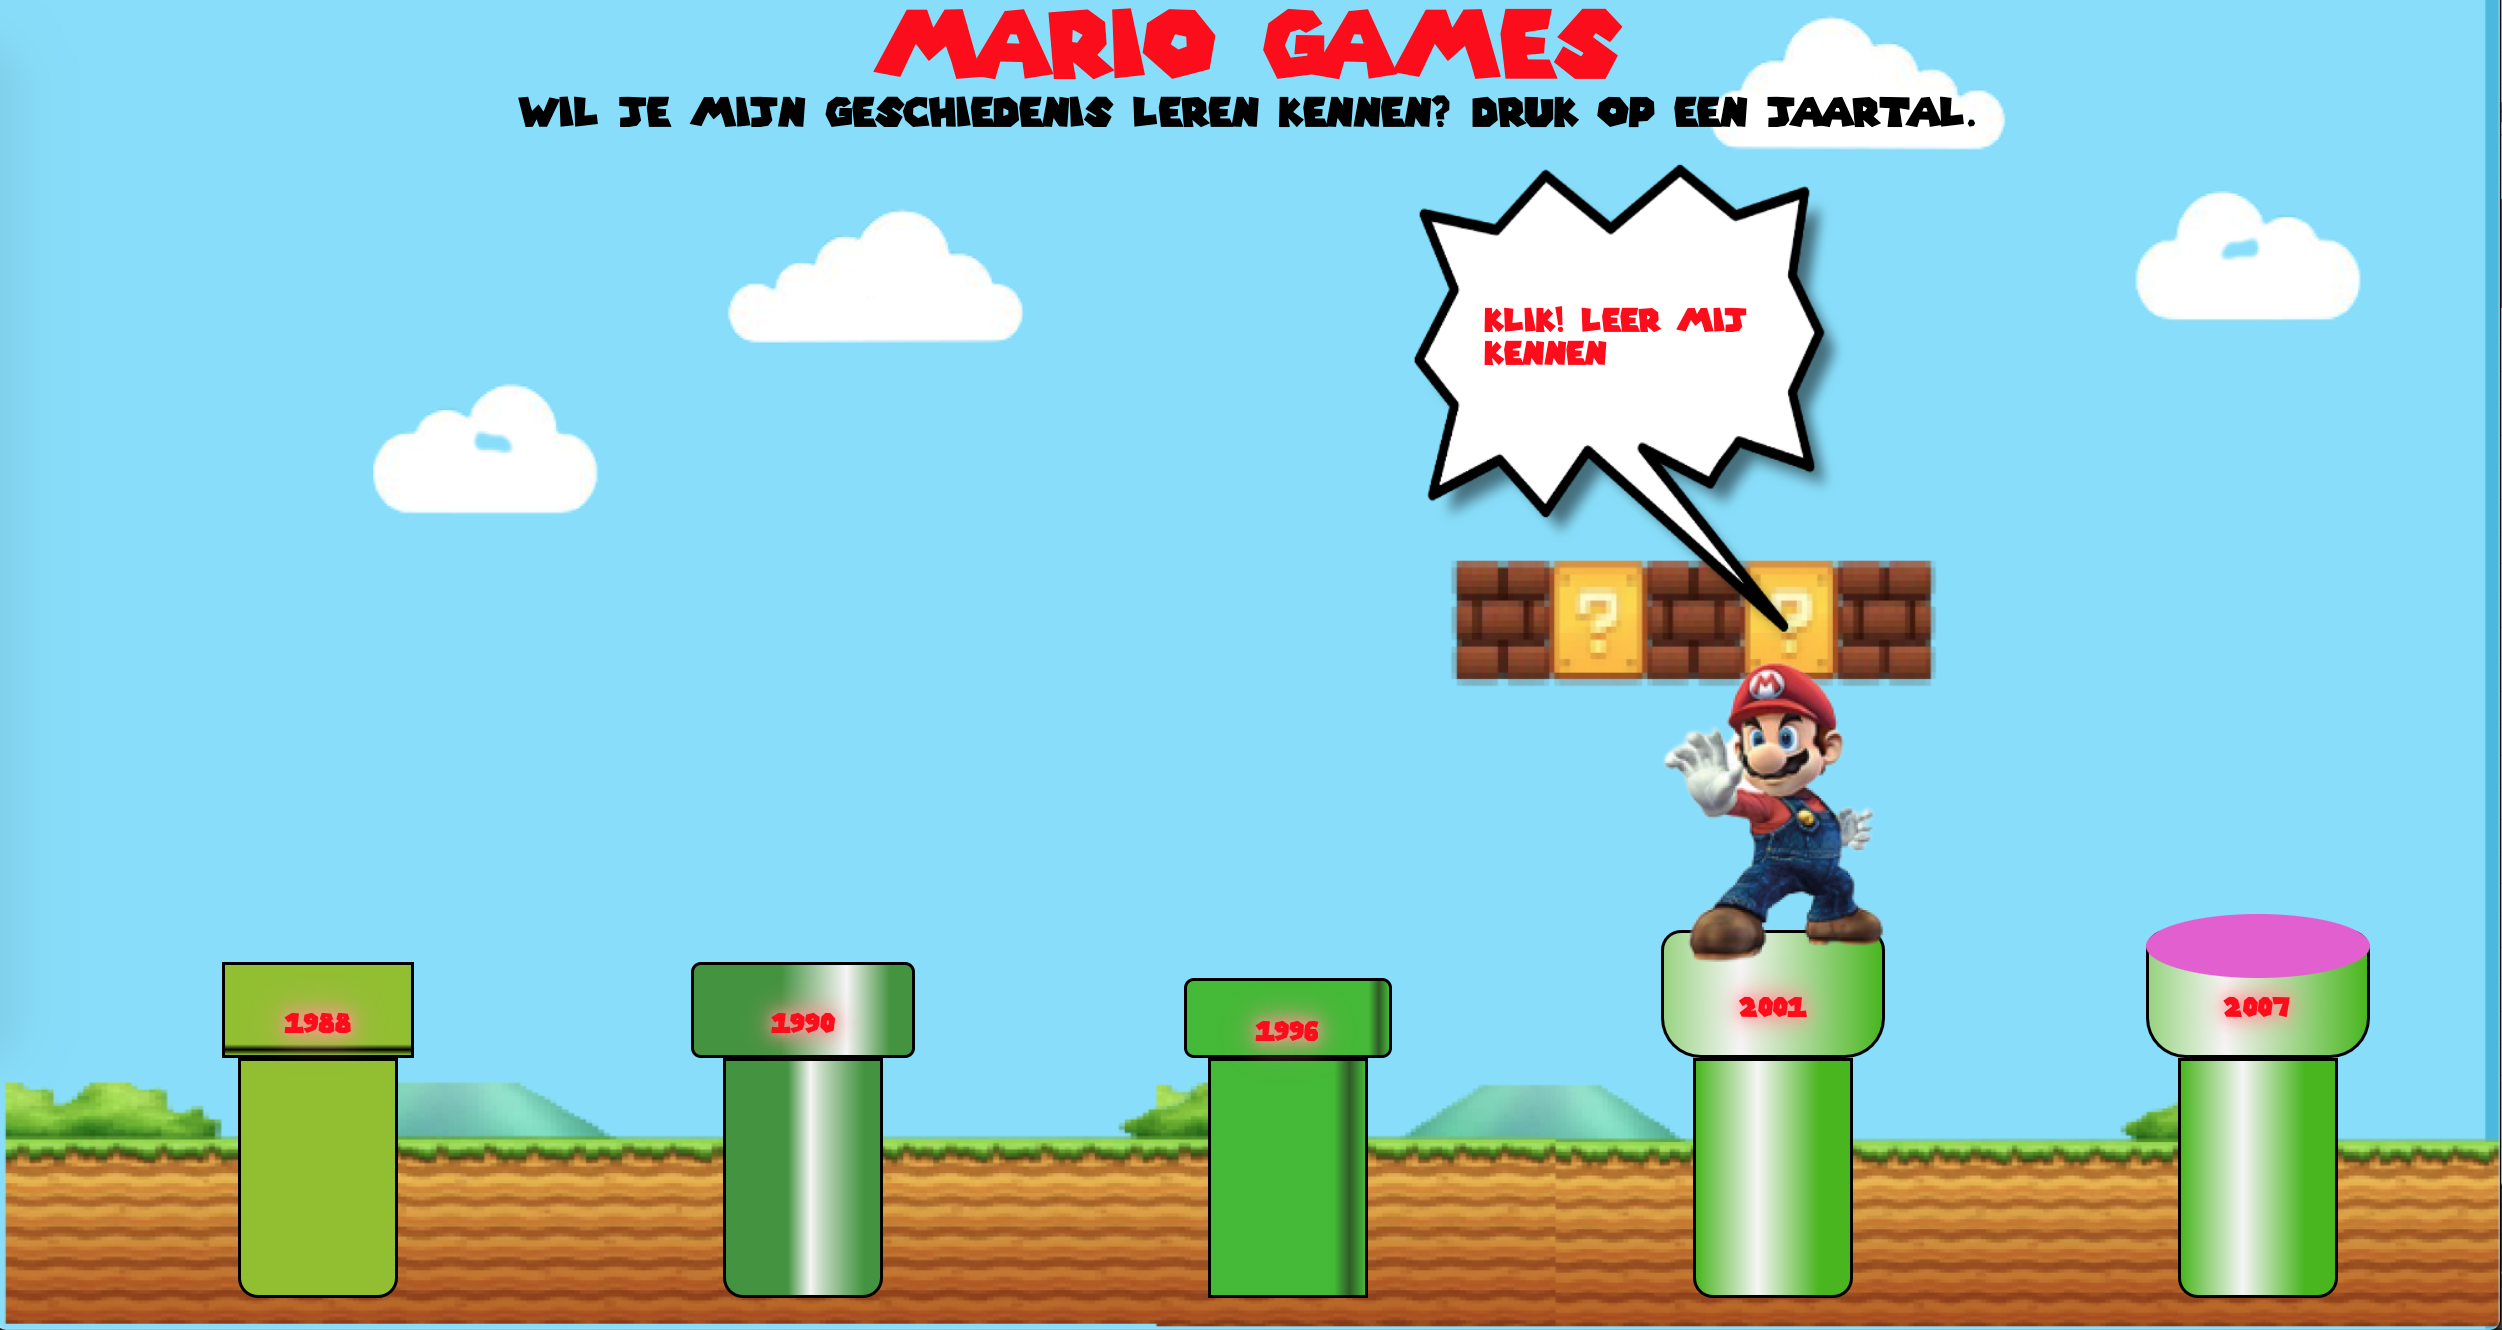 MARIO GAMES
WIL JE MIJN GESCHIEDENIS LEREN KENNEN? DRUK OP EEN JAARTAL.
KLIK! LEER MIJ
KENNEN
? ?
M
1988 1990 1996 2001 2007